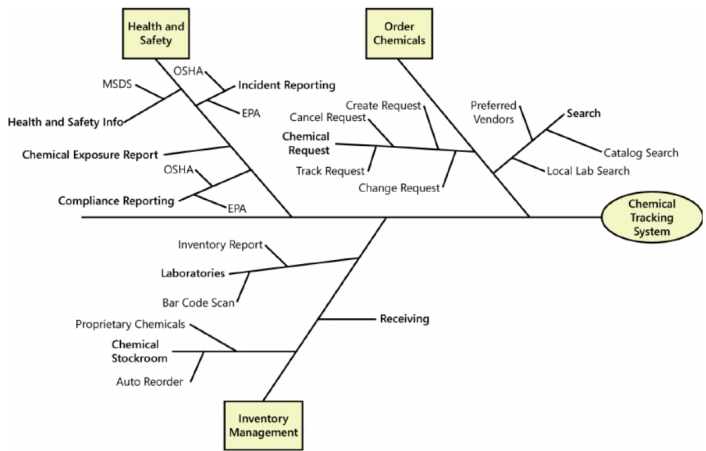 Health and
Safety
Order
Chemicals
OSHA
MSDS
Incident Reporting
EPA
Health and Safety Info
Chemical Exposure Report
OSHA
Compliance Reporting
EPA
Create Request
Cancel Request
Chemical
Request
Track Request
Change Request
Preferred
Vendors
Search
Catalog Search
Local Lab Search
Chemical
Tracking
System
Inventory Report
Laboratories
Bar Code Scan
Proprietary Chemicals
Chemical
Stockroom
Auto Reorder
Receiving
Inventory
Management